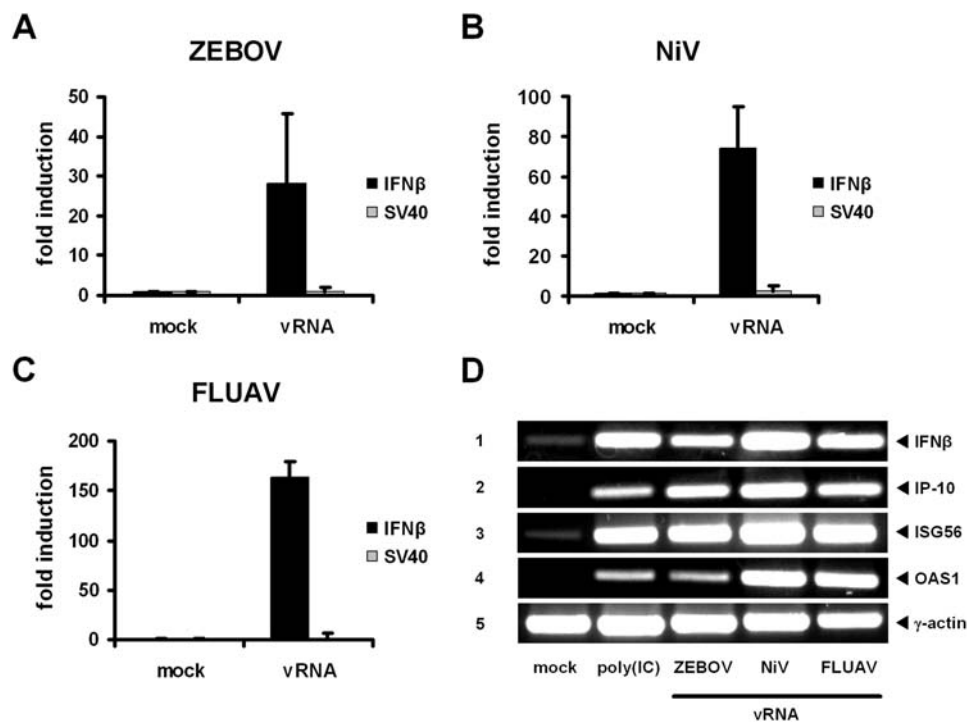 A
ZEBOV
fold induction
50
40
30
20
10
0
mock
vRNA
IFNβ
SV40
B
NiV
fold induction
100
80
60
40
20
0
mock
vRNA
IFNβ
SV40
C
FLUAV
fold induction
200
150
100
50
0
mock
vRNA
IFNβ
SV40
D
1 ◄ IFNβ
2 ◄ IP-10
3 ◄ ISG56
4 ◄ OAS1
5 ◄ γ-actin
mock poly(IC) ZEBOV NiV FLUAV
vRNA